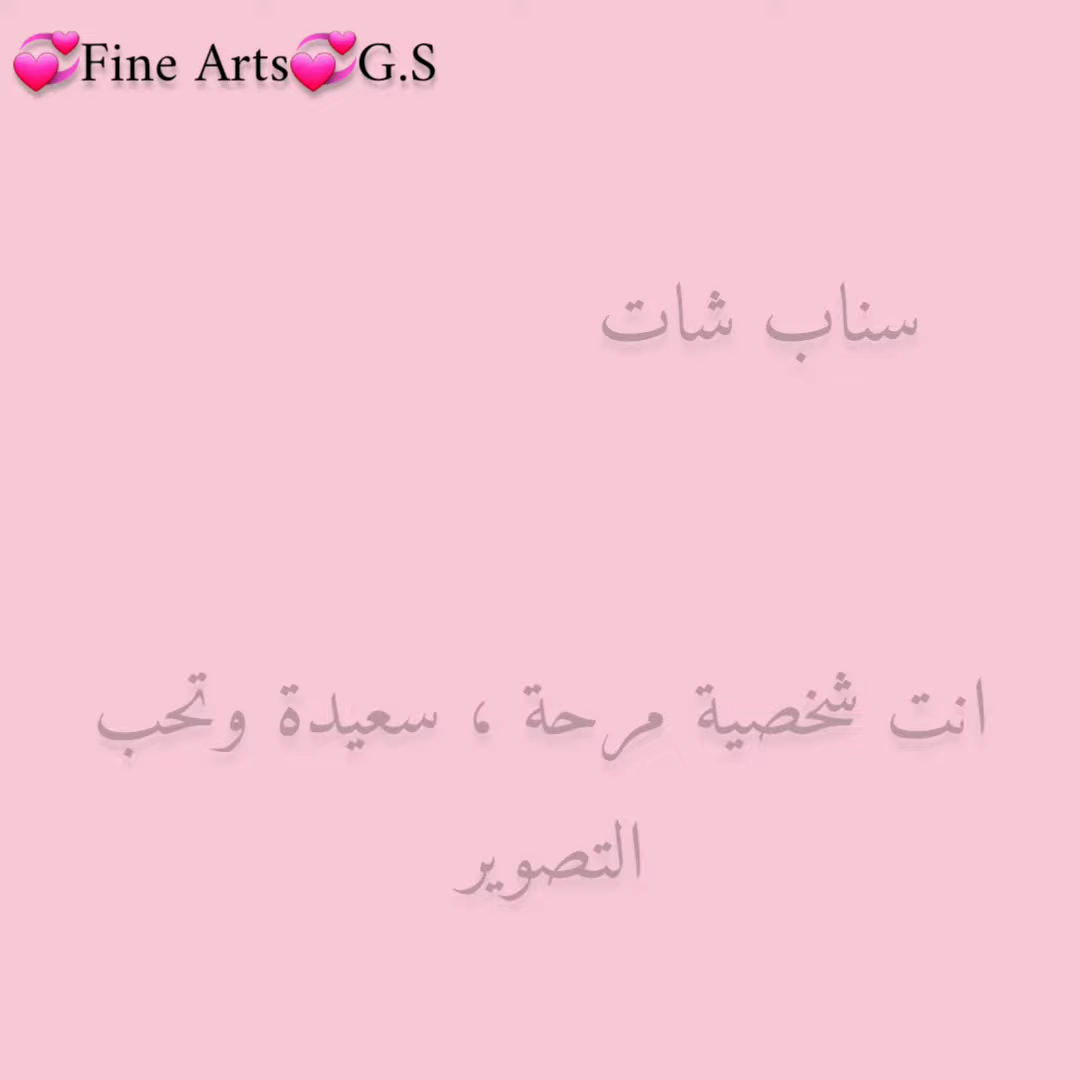 💞Fine Arts💞G.S
سناب شات
انت شخصية مرحة ، سعيدة وتحب
التصوير